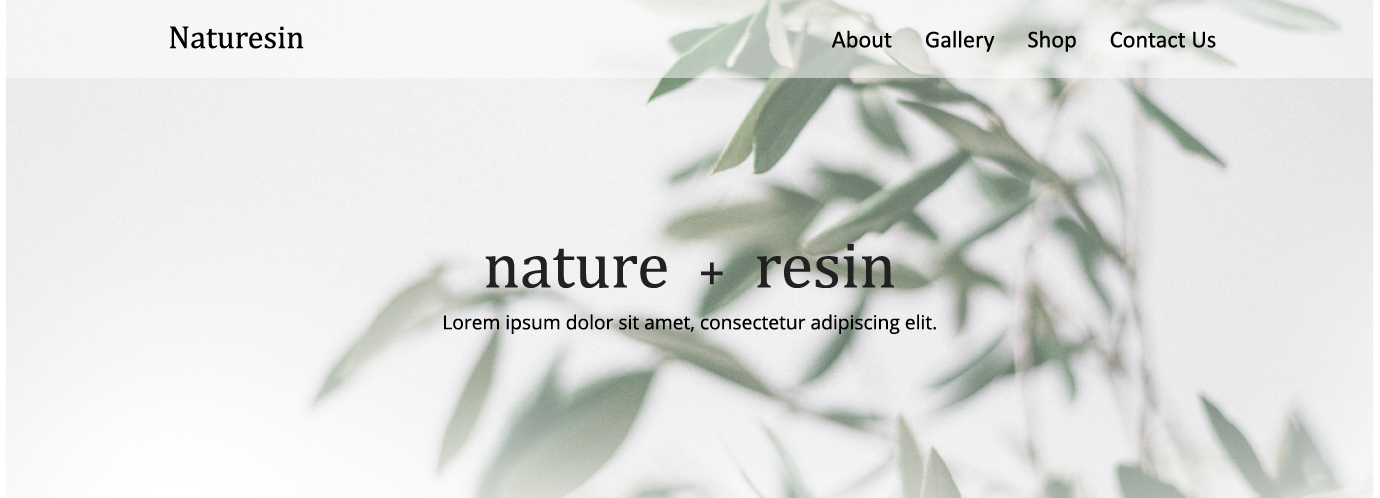 Naturesin
About Gallery Shop Contact Us
nature + resin
Lorem ipsum dolor sit amet, consectetur adipiscing elit.